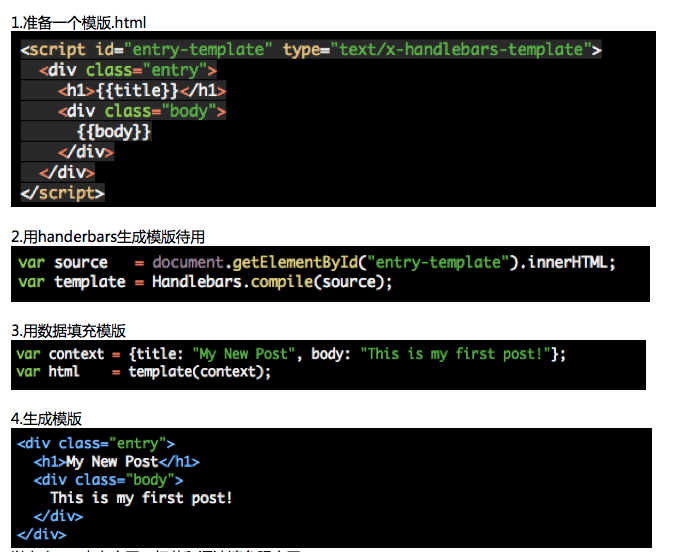 1.准备一个模版.html
<script id="entry-template" type="text/x-handlebars-template">
  <div class="entry">
    <h1>{{title}}</h1>
    <div class="body">
      {{body}}
    </div>
  </div>
</script>
2.用handerbars生成模版待用
var source   = document.getElementById("entry-template").innerHTML;
var template = Handlebars.compile(source);
3.用数据填充模版
var context = {title: "My New Post", body: "This is my first post!"};
var html    = template(context);
4.生成模版
<div class="entry">
  <h1>My New Post</h1>
  <div class="body">
    This is my first post!
  </div>
</div>